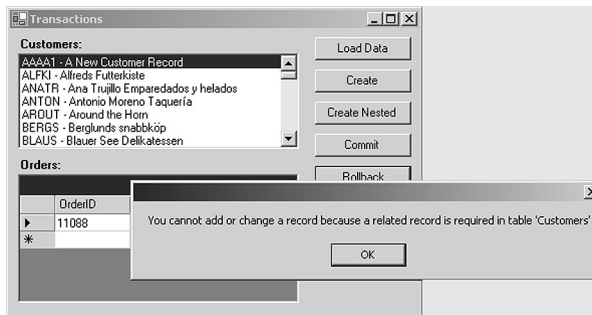 Transactions
Customers:
AAAA1 - A New Customer Record
ALFKI - Alfreds Futterkiste
ANATR - Ana Trujillo Emparedados y helados
ANTON - Antonio Moreno Taquería
AROUT - Around the Horn
BERGS - Berglunds snabbköp
BLAUS - Blauer See Delikatessen
Load Data
Create
Create Nested
Commit
Rollback
Orders:
OrderID
11088
You cannot add or change a record because a related record is required in table 'Customers'
OK